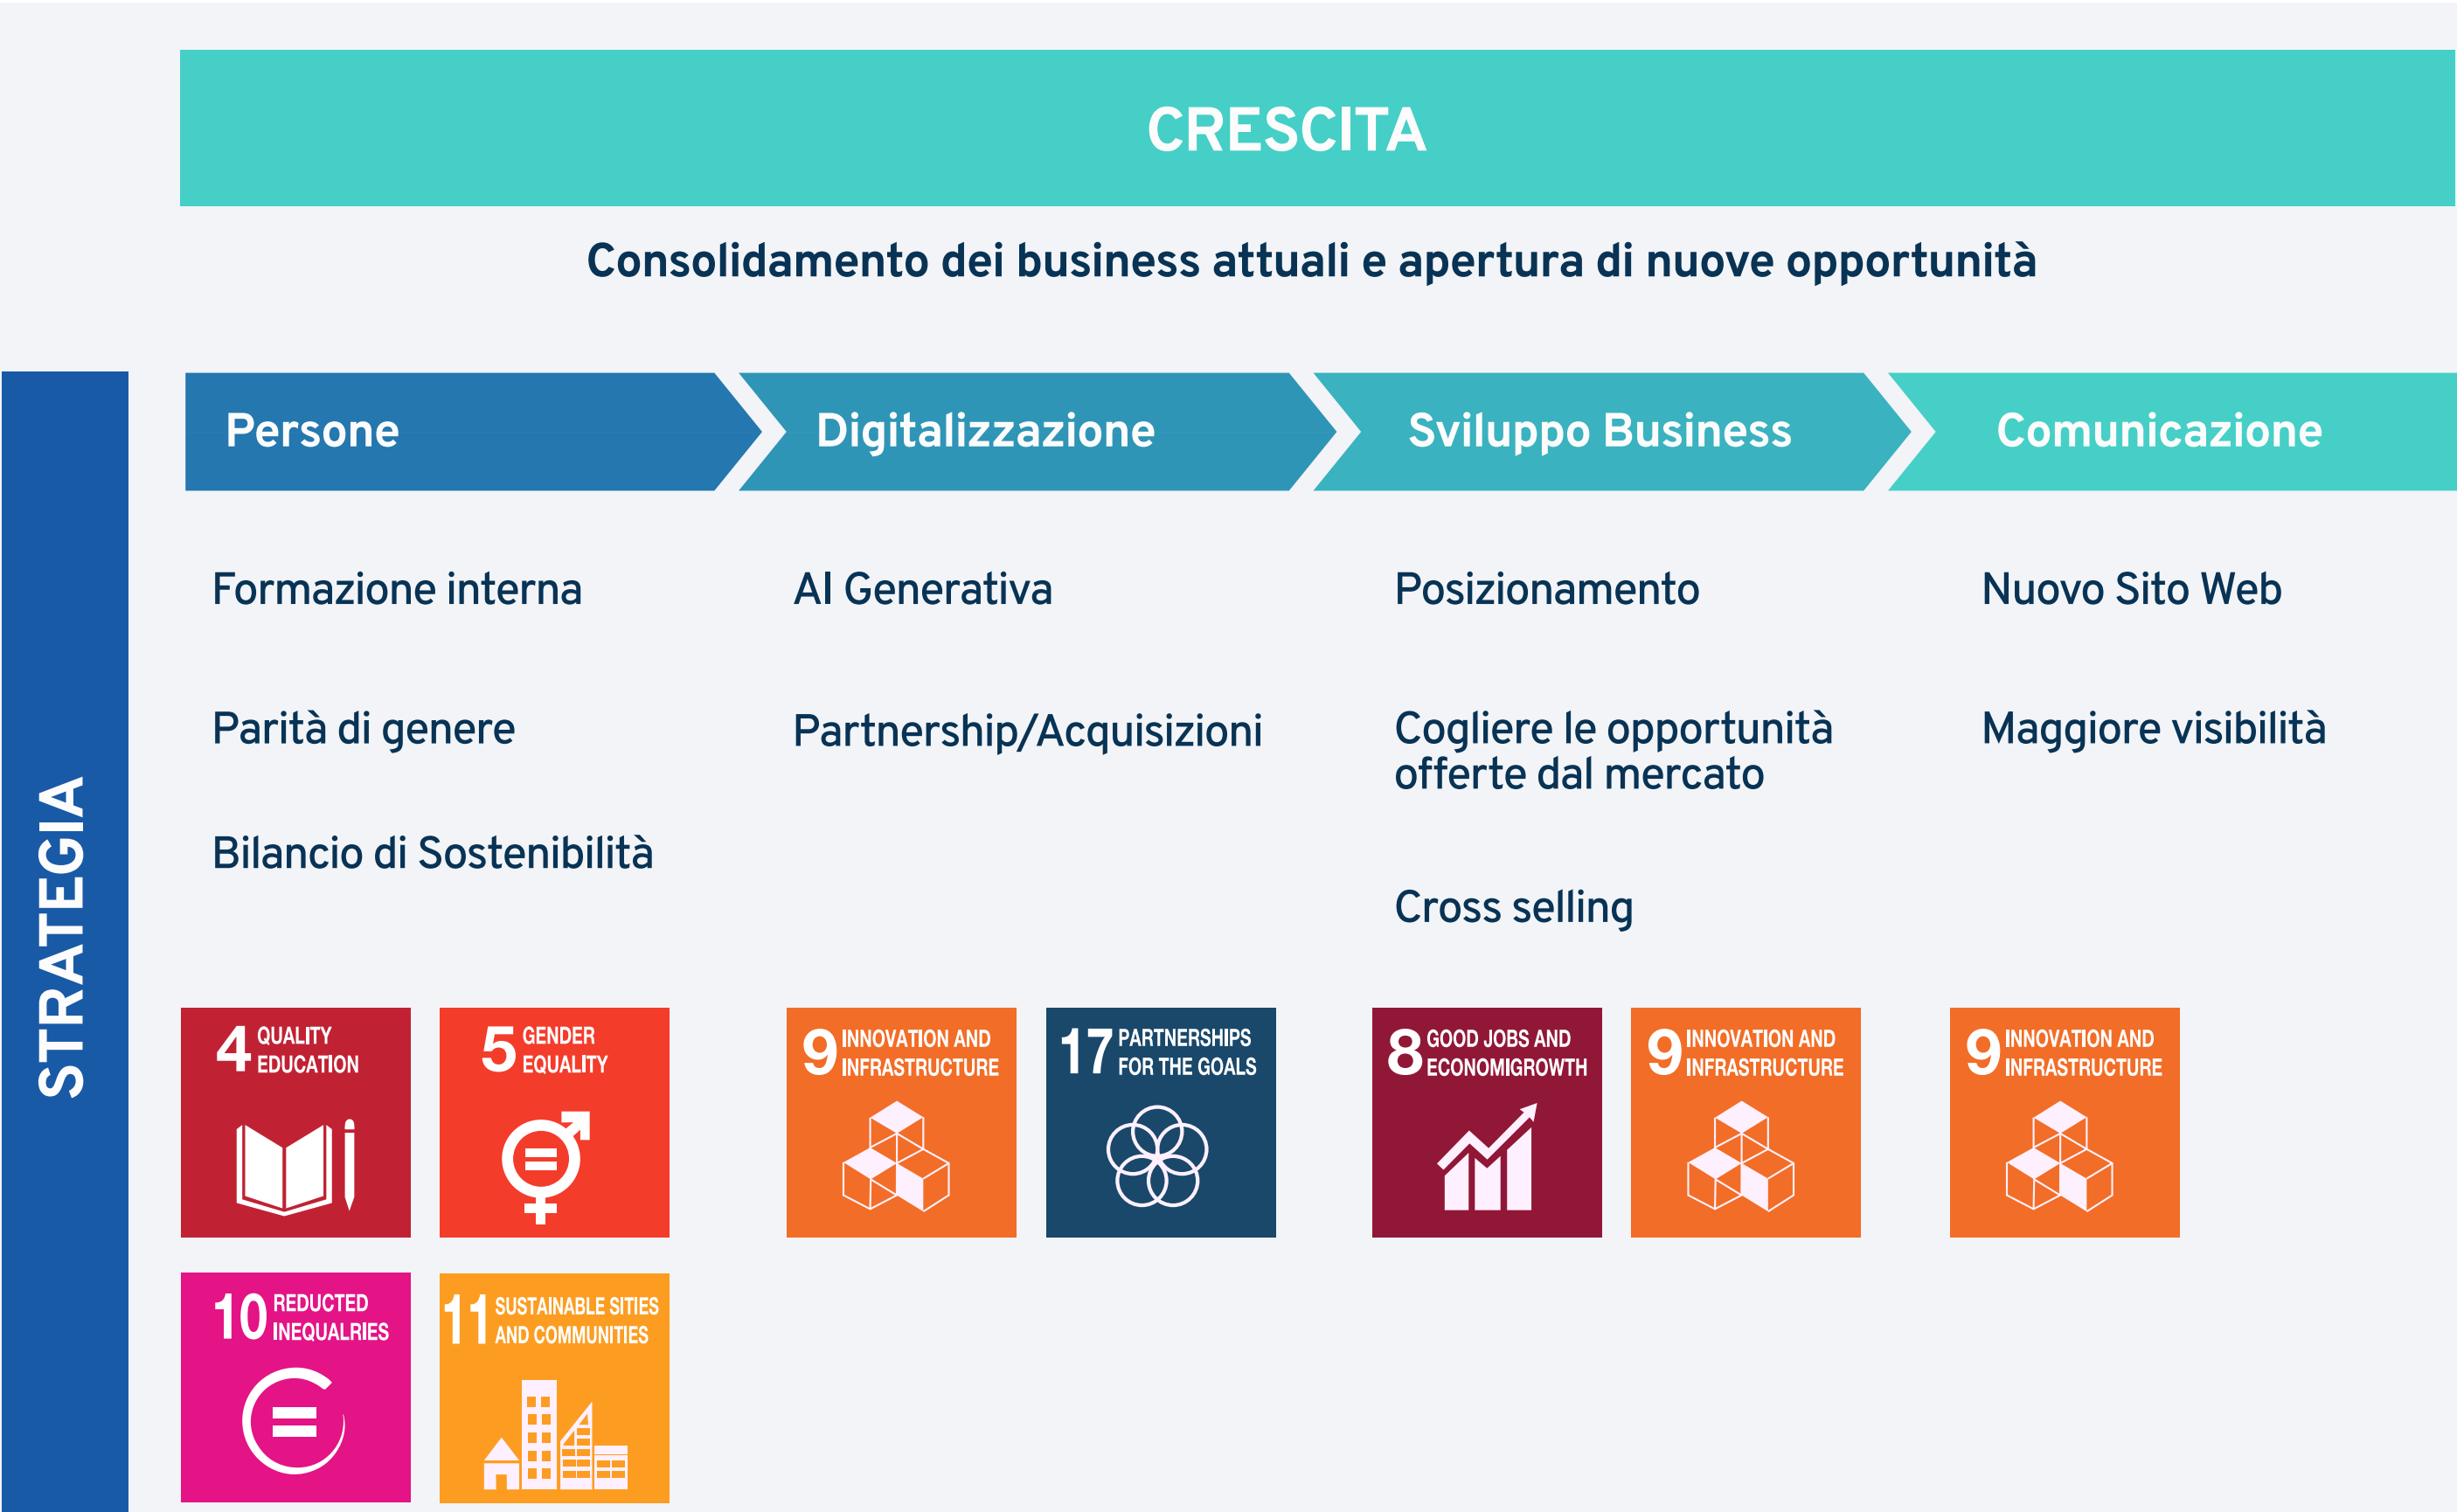 CRESCITA
Consolidamento dei business attuali e apertura di nuove opportunità
STRATEGIA
Persone
Digitalizzazione
Sviluppo Business
Comunicazione
Formazione interna
Parità di genere
Bilancio di Sostenibilità
AI Generativa
Partnership/Acquisizioni
Posizionamento
Cogliere le opportunità
offerte dal mercato
Cross selling
Nuovo Sito Web
Maggiore visibilità
4 QUALITY
EDUCATION
5 GENDER
EQUALITY
10 REDUCTED
INEQUALRIES
11 SUSTAINABLE SITIES
AND COMMUNITIES
9 INNOVATION AND
INFRASTRUCTURE
17 PARTNERSHIPS
FOR THE GOALS
8 GOOD JOBS AND
ECONOMIGROWTH
9 INNOVATION AND
INFRASTRUCTURE
9 INNOVATION AND
INFRASTRUCTURE